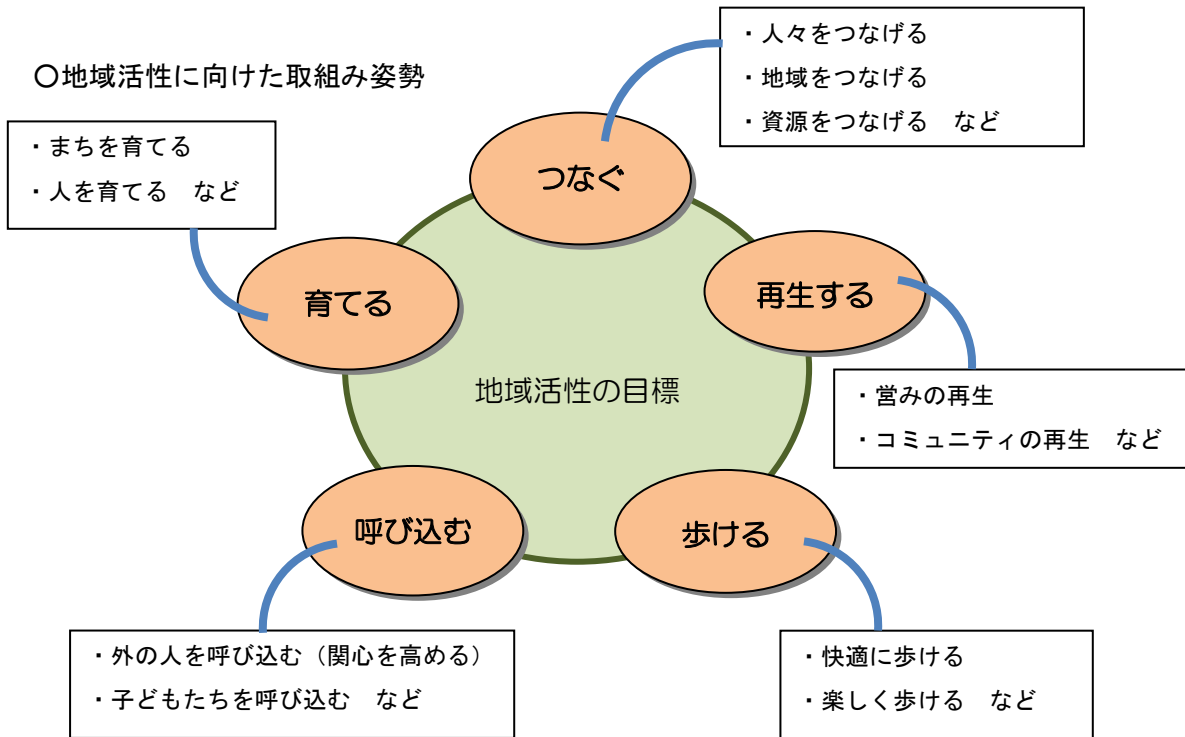 〇地域活性に向けた取組み姿勢
・人々をつなげる
・地域をつなげる
・資源をつなげる　など
つなぐ
・まちを育てる
・人を育てる　など
育てる
再生する
・営みの再生
・コミュニティの再生　など
地域活性の目標
呼び込む
歩ける
・外の人を呼び込む（関心を高める）
・子どもたちを呼び込む　など
・快適に歩ける
・楽しく歩ける　など